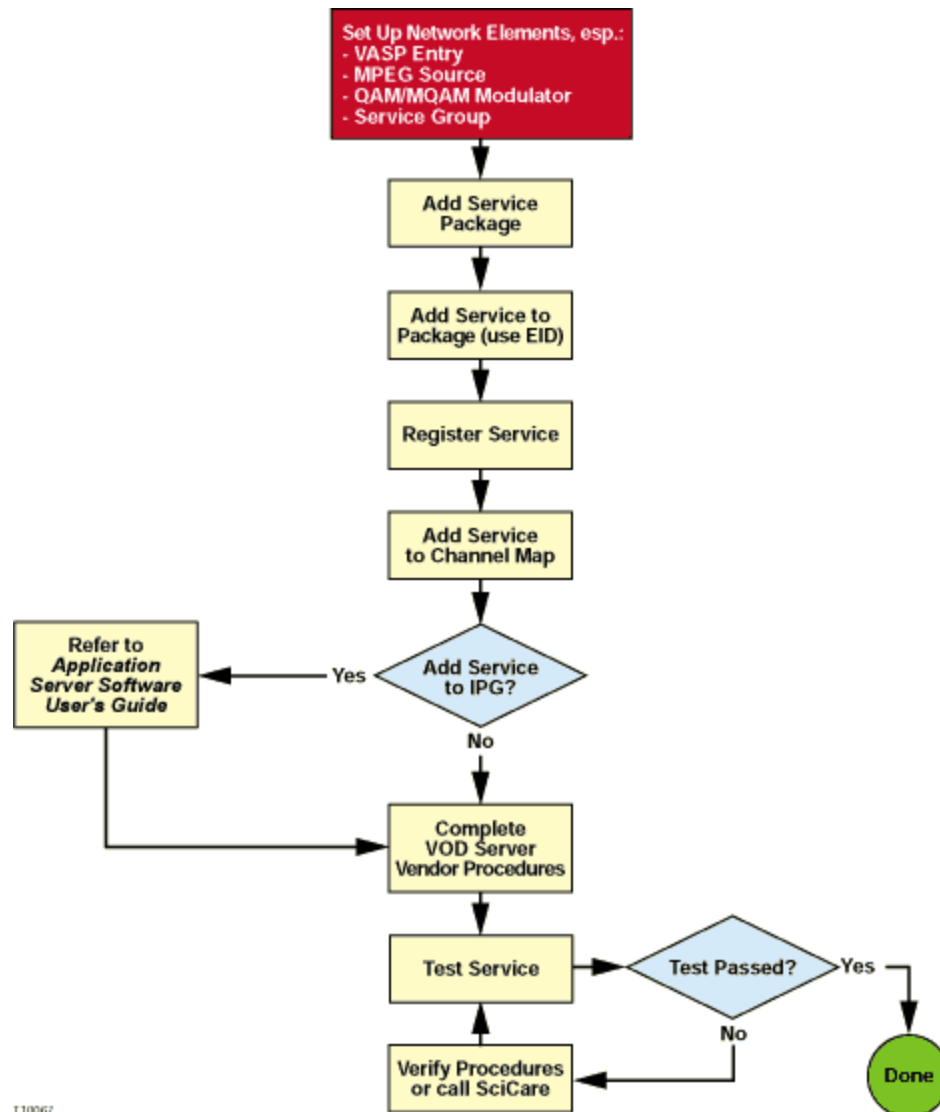 Set Up Network Elements, esp.:
- VASP Entry
- MPEG Source
- QAM/MQAM Modulator
- Service Group
Add Service
Package
Add Service to
Package (use EID)
Register Service
Add Service
to Channel Map
Add Service
to IPG?
Yes
Refer to
Application
Server Software
User's Guide
No
Complete
VOD Server
Vendor Procedures
Test Service
Test Passed?
Yes
No
Verify Procedures
or call SciCare
Done